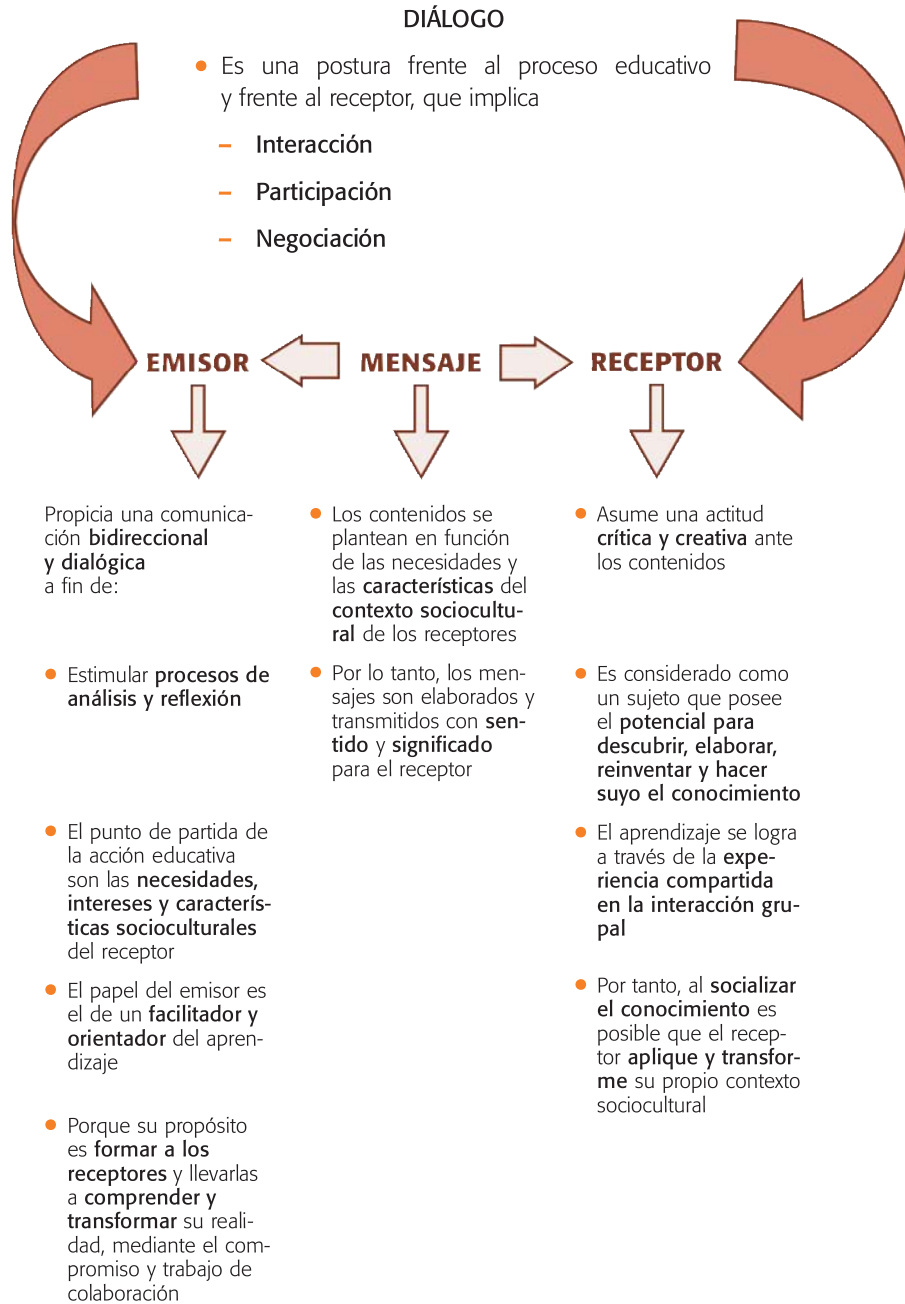 DIÁLOGO
• Es una postura frente al proceso educativo
y frente al receptor, que implica
– Interacción
– Participación
– Negociación
EMISOR
MENSAJE
RECEPTOR
Propicia una comunica-
ción bidireccional
y dialógica
a fin de:
• Estimular procesos de
análisis y reflexión
• El punto de partida de
la acción educativa
son las necesidades,
intereses y caracterís-
ticas socioculturales
del receptor
• El papel del emisor es
el de un facilitador y
orientador del apren-
dizaje
• Porque su propósito
es formar a los
receptores y llevarlas
a comprender y
transformar su reali-
dad, mediante el com-
promiso y trabajo de
colaboración
• Los contenidos se
plantean en función
de las necesidades y
las características del
contexto sociocultu-
ral de los receptores
• Por lo tanto, los men-
sajes son elaborados y
transmitidos con sen-
tido y significado
para el receptor
• Asume una actitud
crítica y creativa ante
los contenidos
• Es considerado como
un sujeto que posee
el potencial para
descubrir, elaborar,
reinventar y hacer
suyo el conocimiento
• El aprendizaje se logra
a través de la expe-
riencia compartida
en la interacción gru-
pal
• Por tanto, al socializar
el conocimiento es
posible que el recep-
tor aplique y transfor-
me su propio contexto
sociocultural